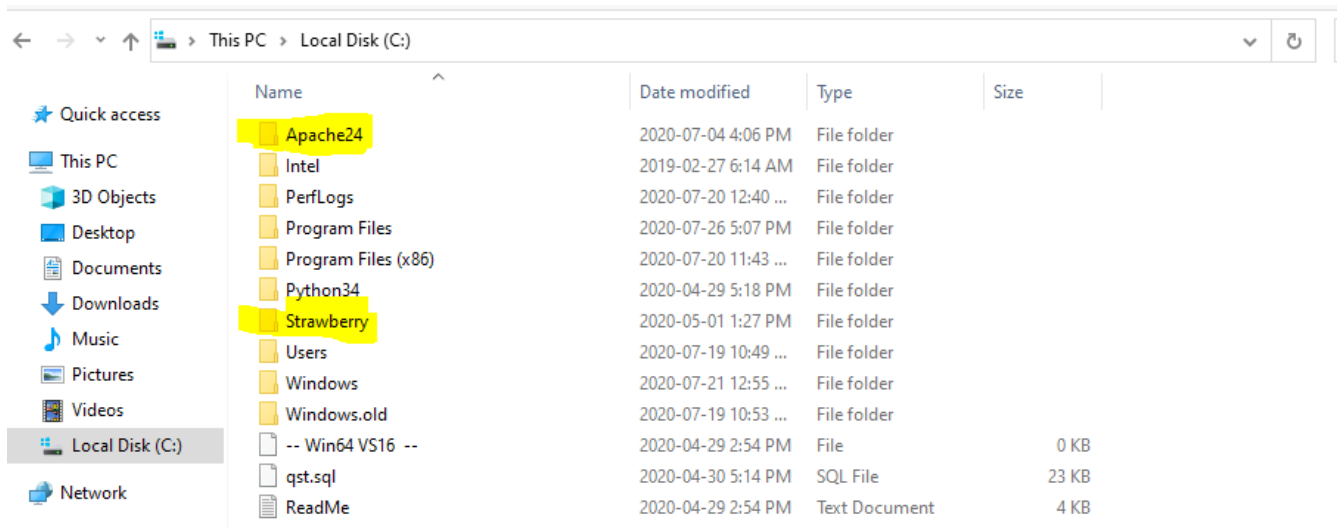 This PC > Local Disk (C:)
Name Date modified Type Size
Quick access
This PC
3D Objects
Desktop
Documents
Downloads
Music
Pictures
Videos
Local Disk (C:)
Network
Apache24 2020-07-04 4:06 PM File folder
Intel 2019-02-27 6:14 AM File folder
PerfLogs 2020-07-20 12:40 ... File folder
Program Files 2020-07-26 5:07 PM File folder
Program Files (x86) 2020-07-20 11:43 ... File folder
Python34 2020-04-29 5:18 PM File folder
Strawberry 2020-05-01 1:27 PM File folder
Users 2020-07-19 10:49 ... File folder
Windows 2020-07-21 12:55 ... File folder
Windows.old 2020-07-19 10:53 ... File folder
-- Win64 VS16 -- 2020-04-29 2:54 PM File 0 KB
qst.sql 2020-04-30 5:14 PM SQL File 23 KB
ReadMe 2020-04-29 2:54 PM Text Document 4 KB